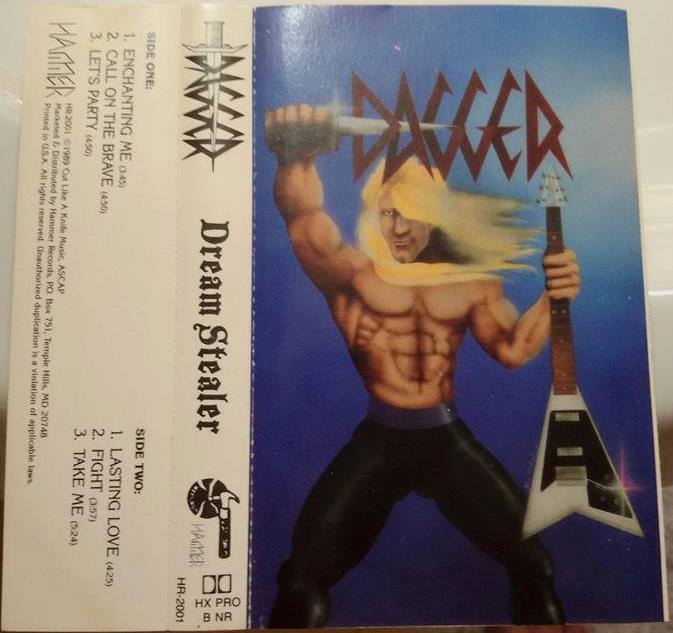 SIDE ONE:
1. ENCHANTING ME (3:45)
2. CALL ON THE BRAVE (4:50)
3. LET'S PARTY (4:50)
SIDE TWO:
1. LASTING LOVE (4:25)
2. FIGHT (3:57)
3. TAKE ME (5:24)
HAMMER
HR-2001 ©1989 Cut Like A Knife Music, ASCAP
Marketed & Distributed by Hammer Records, P.O. Box 751, Temple Hills, MD 20748
Printed in U.S.A. All rights reserved. Unauthorized duplication is a violation of applicable laws.
DAGGER
Dream Stealer
HAMMER
HX PRO
B NR
HR-2001
DAGGER